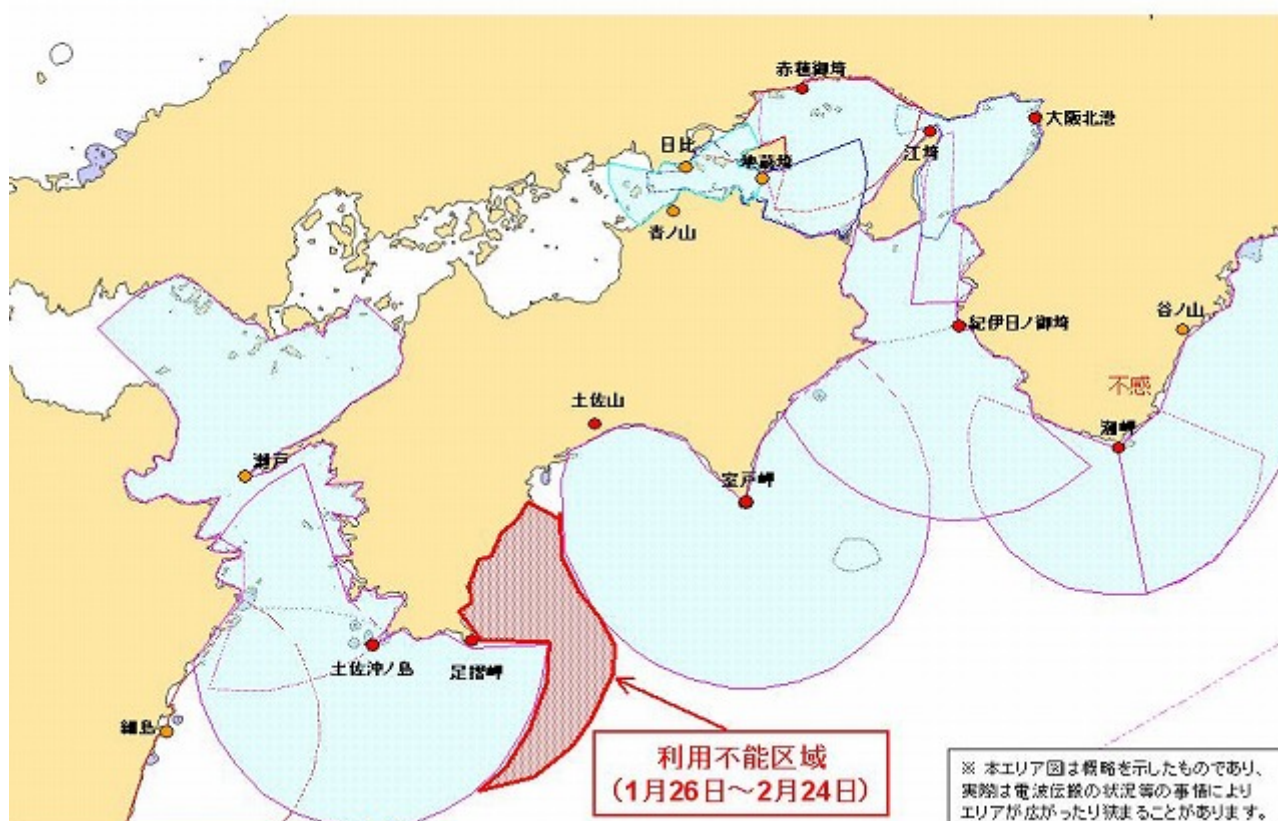 赤穂御埼
大阪北港
江埼
日比
地蔵埼
青ノ山
紀伊日ノ御埼
谷ノ山
不感
潮岬
土佐山
室戸岬
瀬戸
土佐沖ノ島
足摺岬
細島
利用不能区域
(1月26日～2月24日)
※ 本エリア図は概略を示したものであり、
実際は電波伝搬の状況等の事情により
エリアが広がったり狭まることがあります。